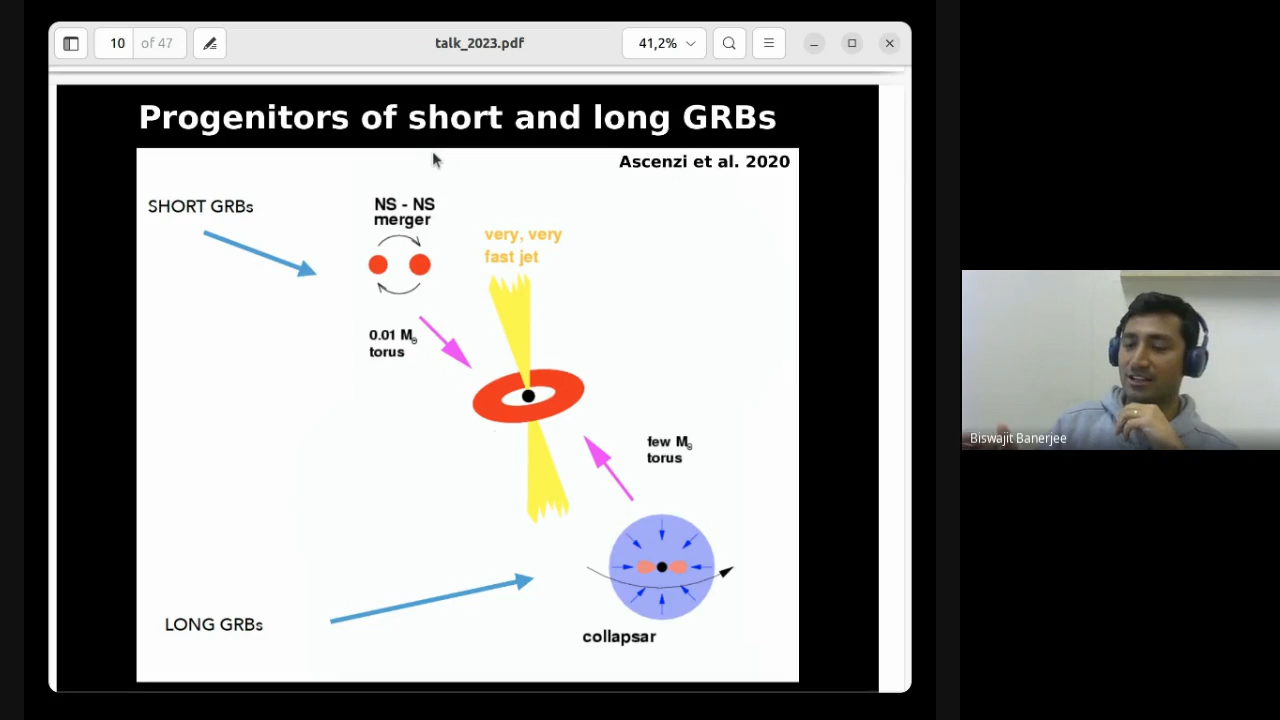 10 of 47
talk_2023.pdf
41,2%
Progenitors of short and long GRBs
Ascenzi et al. 2020
SHORT GRBs
NS - NS
merger
very, very
fast jet
0.01 M⊙
torus
few M⊙
torus
Biswajit Banerjee
LONG GRBs
collapsar